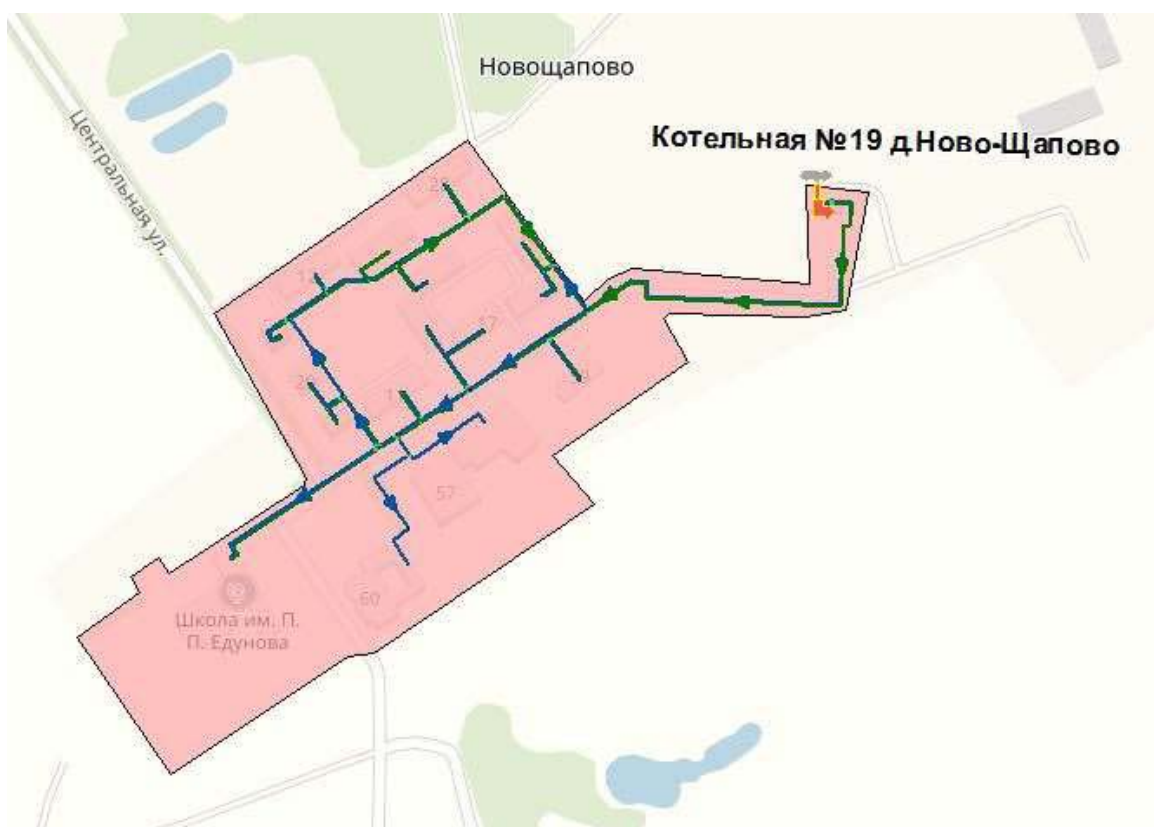 Новощапово
Котельная №19 д.Ново-Щапово
Центральная ул.
57
60
Школа им. П.
П. Едунова